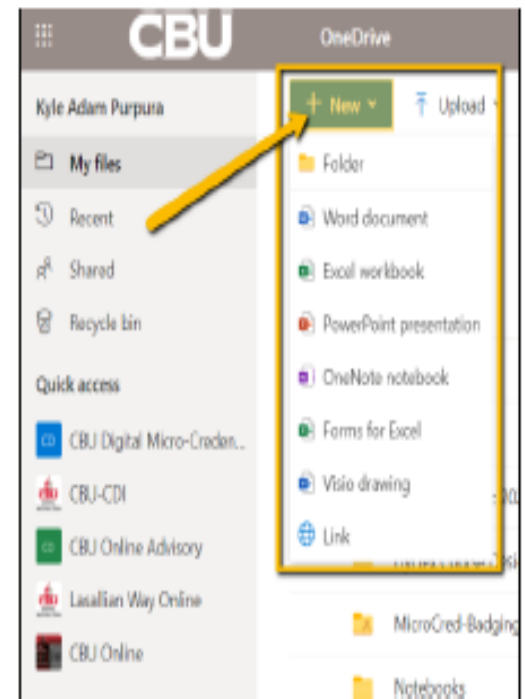 CBU
OneDrive
Kyle Adam Purpura
+ New
Upload
My files
Folder
Recent
Word document
Shared
Excel workbook
Recycle bin
PowerPoint presentation
Quick access
OneNote notebook
CBU Digital Micro-Creden...
Forms for Excel
CBU-CDI
Visio drawing
CBU Online Advisory
Link
Lasallian Way Online
MicroCred-Badging
CBU Online
Notebooks